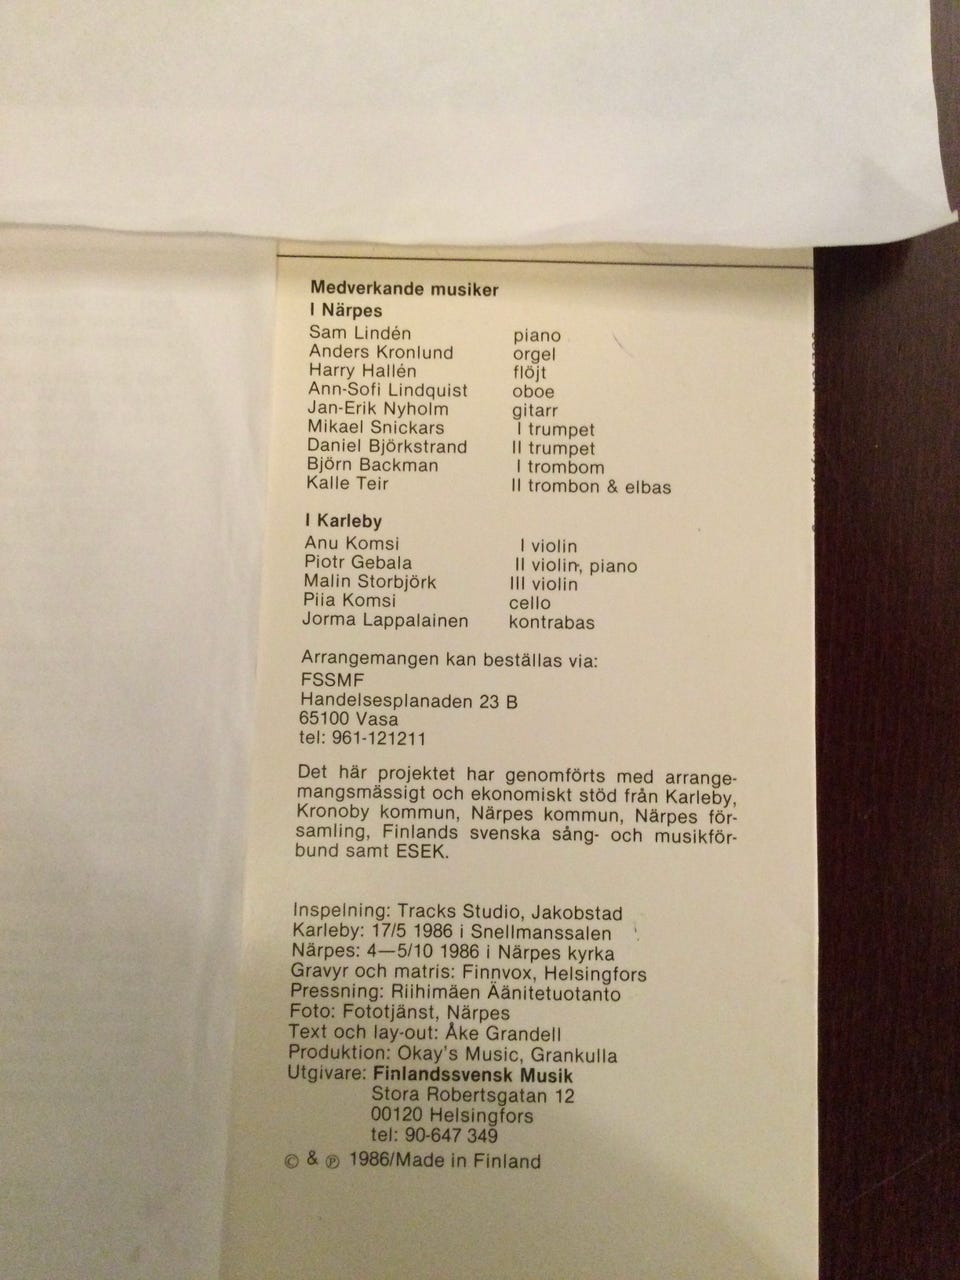 Medverkande musiker
I Närpes
Sam Lindén piano
Anders Kronlund orgel
Harry Hallén flöjt
Ann-Sofi Lindquist oboe
Jan-Erik Nyholm gitarr
Mikael Snickars I trumpet
Daniel Björkstrand II trumpet
Björn Backman I trombom
Kalle Teir II trombon & elbas
I Karleby
Anu Komsi I violin
Piotr Gebala II violin, piano
Malin Storbjörk III violin
Piia Komsi cello
Jorma Lappalainen kontrabas
Arrangemangen kan beställas via:
FSSMF
Handelsesplanaden 23 B
65100 Vasa
tel: 961-121211
Det här projektet har genomförts med arrange-
mangsmässigt och ekonomiskt stöd från Karleby,
Kronoby kommun, Närpes kommun, Närpes för-
samling, Finlands svenska sång- och musikför-
bund samt ESEK.
Inspelning: Tracks Studio, Jakobstad
Karleby: 17/5 1986 i Snellmanssalen
Närpes: 4—5/10 1986 i Närpes kyrka
Gravyr och matris: Finnvox, Helsingfors
Pressning: Riihimäen Äänitetuotanto
Foto: Fototjänst, Närpes
Text och lay-out: Åke Grandell
Produktion: Okay's Music, Grankulla
Utgivare: Finlandssvensk Musik
Stora Robertsgatan 12
00120 Helsingfors
tel: 90-647 349
© & ℗ 1986/Made in Finland